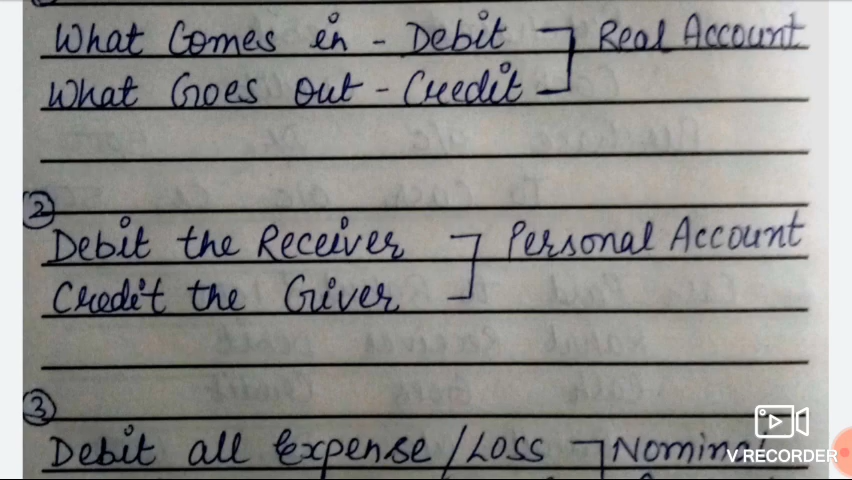 What Comes in - Debit ] Real Account
What Goes out - Credit
②
Debit the Receiver ] Personal Account
Credit the Giver
③
Debit all Expense / Loss ] Nominal
V RECORDER